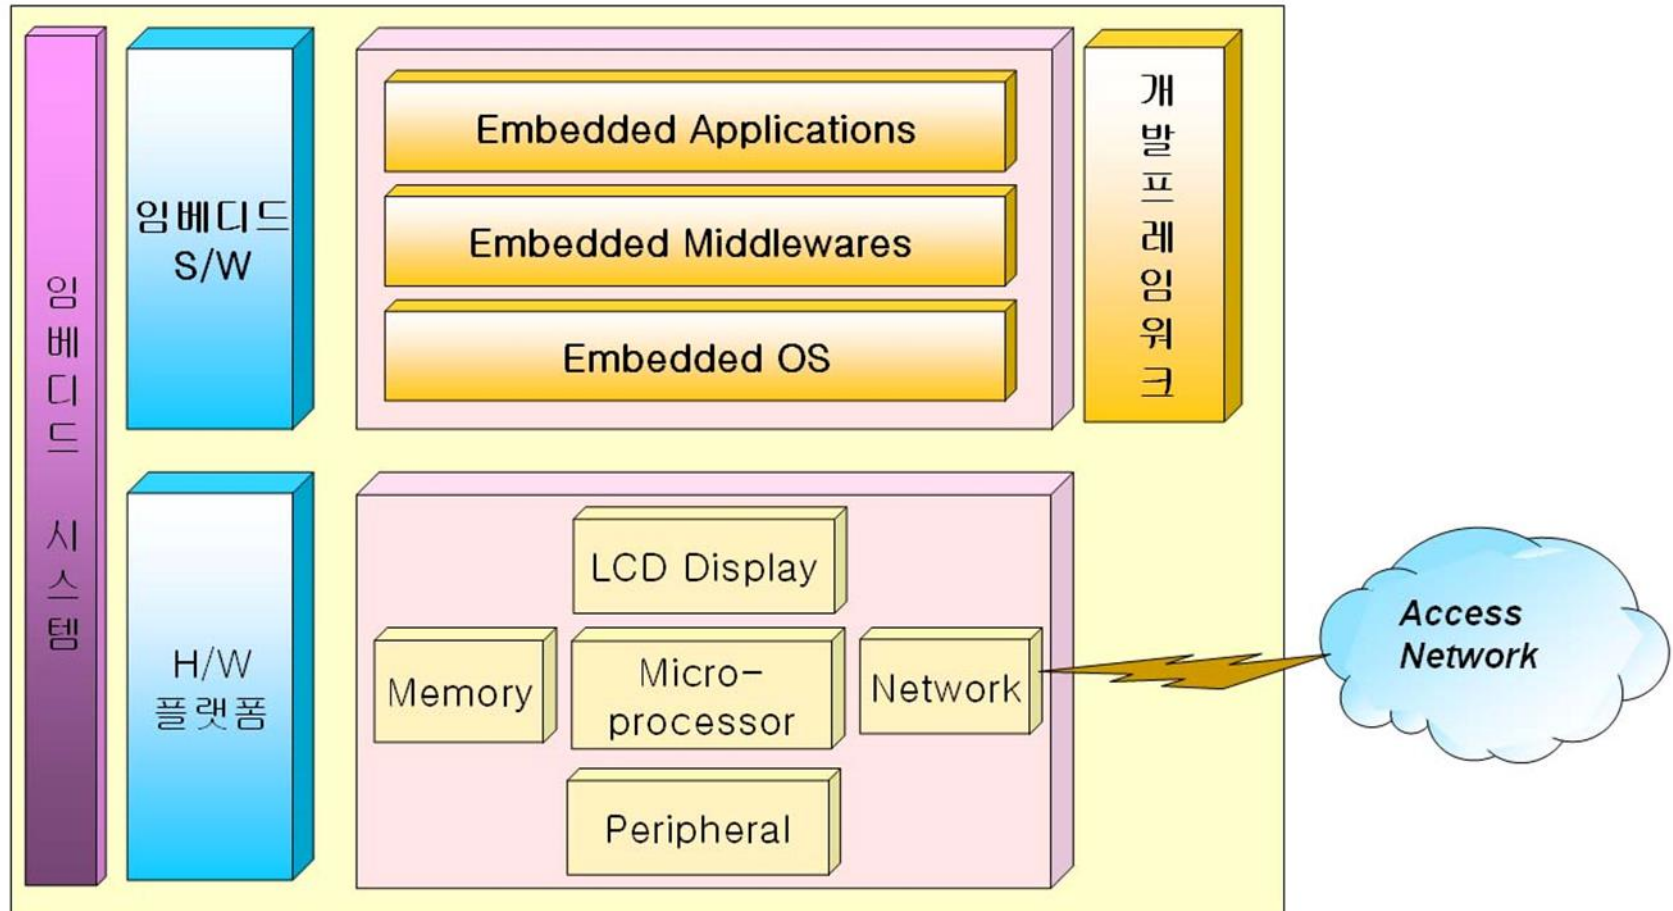 임베디드 시스템
임베디드
S/W
Embedded Applications
Embedded Middlewares
Embedded OS
개발프레임워크
H/W
플랫폼
LCD Display
Memory
Micro-
processor
Network
Peripheral
Access
Network